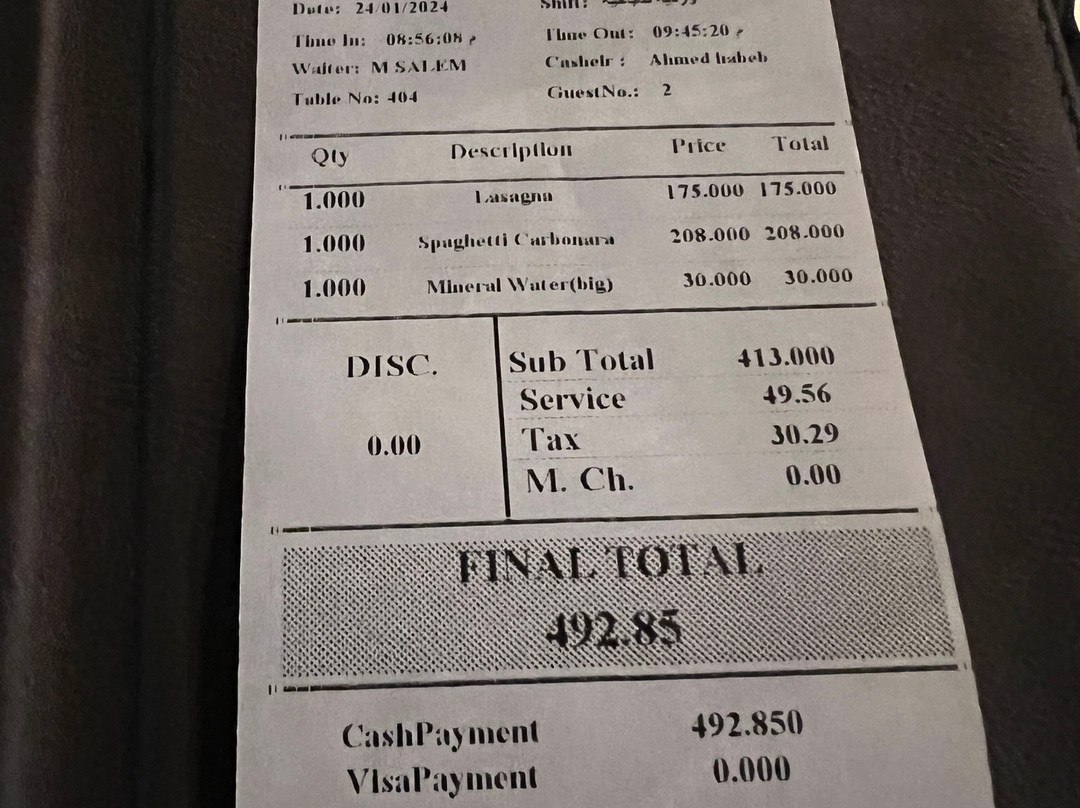 Date: 24/01/2024 Shift:
Time In: 08:56:08 م Time Out: 09:45:20 م
Waiter: M SALEM Casheir : Ahmed habeb
Table No: 404 GuestNo.: 2
Qty Description Price Total
1.000 Lasagna 175.000 175.000
1.000 Spaghetti Carbonara 208.000 208.000
1.000 Mineral Water(big) 30.000 30.000
DISC. Sub Total 413.000
Service 49.56
0.00 Tax 30.29
M. Ch. 0.00
FINAL TOTAL
492.85
CashPayment 492.850
VisaPayment 0.000